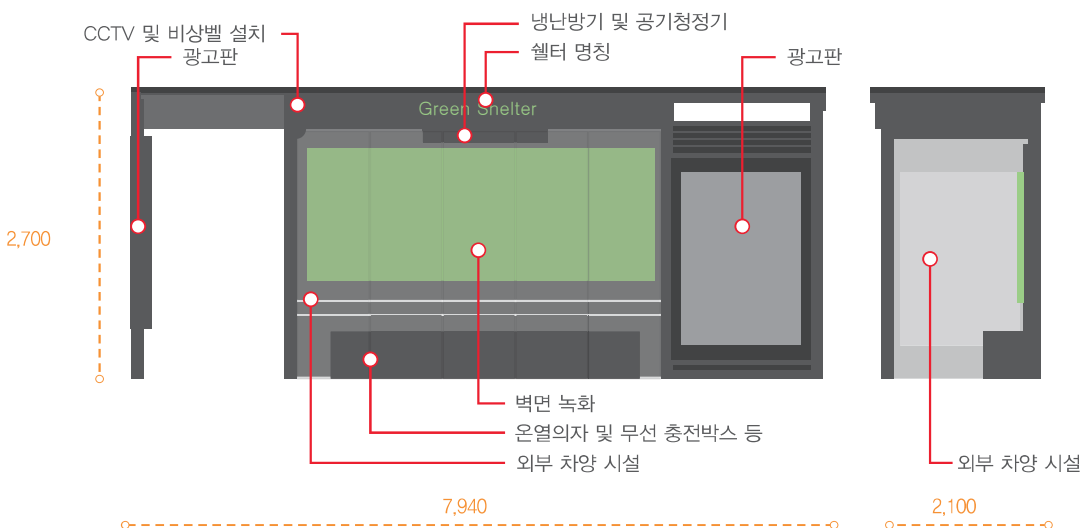 냉난방기 및 공기청정기
CCTV 및 비상벨 설치
쉘터 명칭
광고판
광고판
Green Shelter
2,700
벽면 녹화
온열의자 및 무선 충전박스 등
외부 차양 시설
외부 차양 시설
7,940
2,100